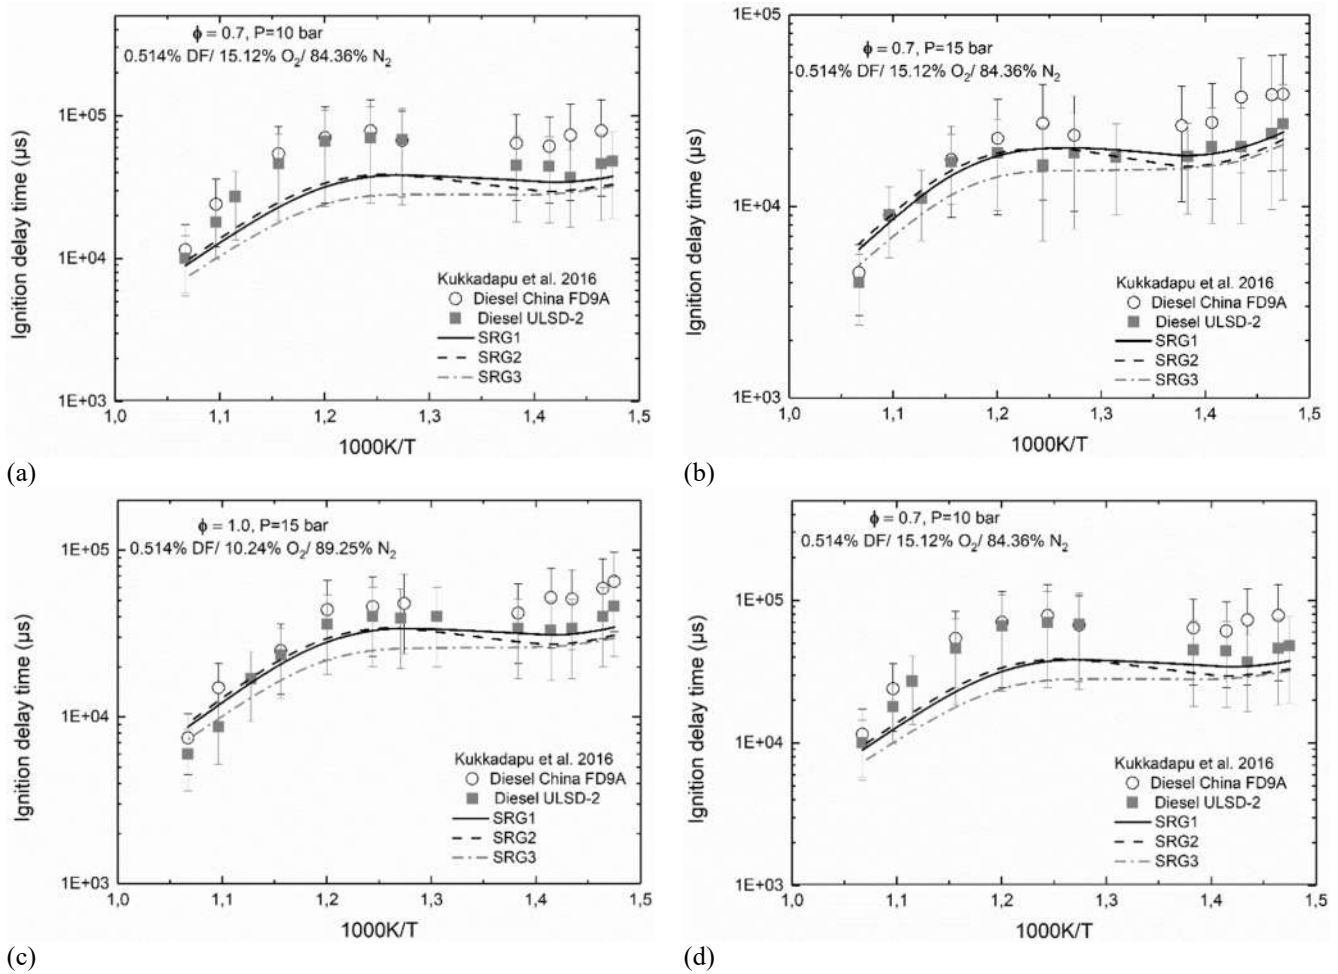 ϕ = 0.7, P=10 bar
0.514% DF/ 15.12% O₂/ 84.36% N₂
1E+05
1E+04
1E+03
Ignition delay time (µs)
Kukkadapu et al. 2016
Diesel China FD9A
Diesel ULSD-2
SRG1
SRG2
SRG3
1,0 1,1 1,2 1,3 1,4 1,5
1000K/T
(a)
1E+05
ϕ = 0.7, P=15 bar
0.514% DF/ 15.12% O₂/ 84.36% N₂
1E+04
1E+03
Ignition delay time (µs)
Kukkadapu et al. 2016
Diesel China FD9A
Diesel ULSD-2
SRG1
SRG2
SRG3
1,0 1,1 1,2 1,3 1,4 1,5
1000K/T
(b)
ϕ = 1.0, P=15 bar
0.514% DF/ 10.24% O₂/ 89.25% N₂
1E+05
1E+04
1E+03
Ignition delay time (µs)
Kukkadapu et al. 2016
Diesel China FD9A
Diesel ULSD-2
SRG1
SRG2
SRG3
1,0 1,1 1,2 1,3 1,4 1,5
1000K/T
(c)
ϕ = 0.7, P=10 bar
0.514% DF/ 15.12% O₂/ 84.36% N₂
1E+05
1E+04
1E+03
Ignition delay time (µs)
Kukkadapu et al. 2016
Diesel China FD9A
Diesel ULSD-2
SRG1
SRG2
SRG3
1,0 1,1 1,2 1,3 1,4 1,5
1000K/T
(d)